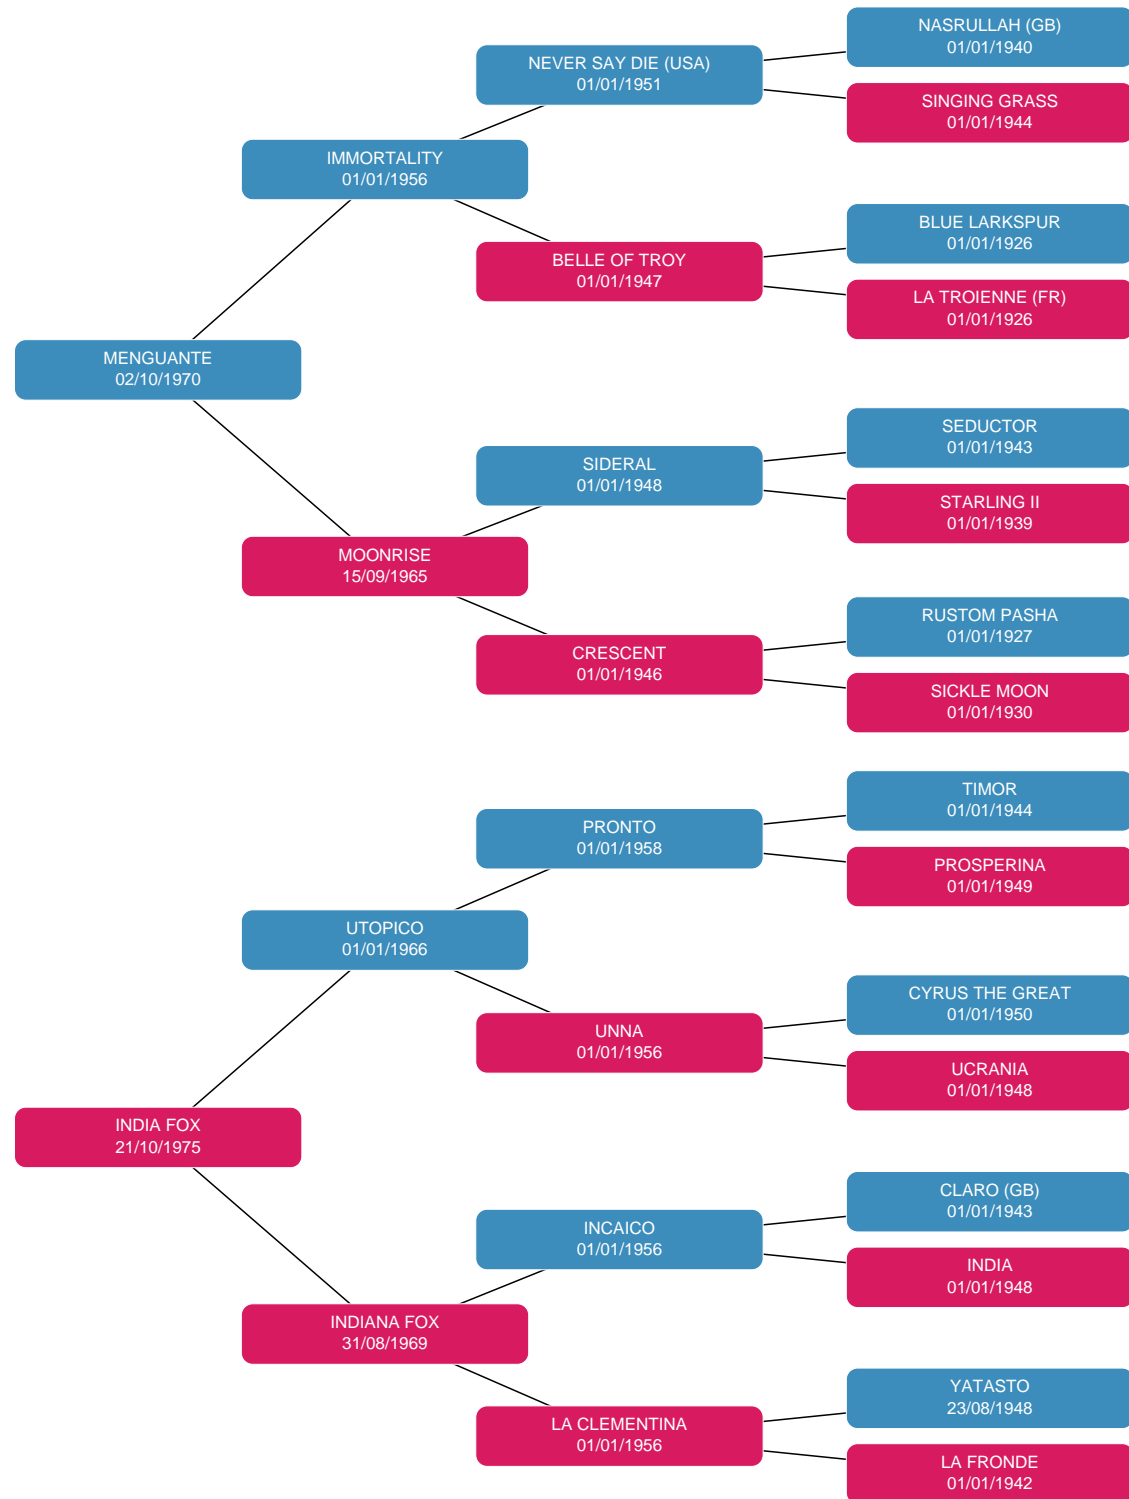 NASRULLAH (GB)
01/01/1940
NEVER SAY DIE (USA)
01/01/1951
SINGING GRASS
01/01/1944
IMMORTALITY
01/01/1956
BLUE LARKSPUR
01/01/1926
BELLE OF TROY
01/01/1947
LA TROIENNE (FR)
01/01/1926
MENGUANTE
02/10/1970
SEDUCTOR
01/01/1943
SIDERAL
01/01/1948
STARLING II
01/01/1939
MOONRISE
15/09/1965
RUSTOM PASHA
01/01/1927
CRESCENT
01/01/1946
SICKLE MOON
01/01/1930
TIMOR
01/01/1944
PRONTO
01/01/1958
PROSPERINA
01/01/1949
UTOPICO
01/01/1966
CYRUS THE GREAT
01/01/1950
UNNA
01/01/1956
UCRANIA
01/01/1948
INDIA FOX
21/10/1975
CLARO (GB)
01/01/1943
INCAICO
01/01/1956
INDIA
01/01/1948
INDIANA FOX
31/08/1969
YATASTO
23/08/1948
LA CLEMENTINA
01/01/1956
LA FRONDE
01/01/1942